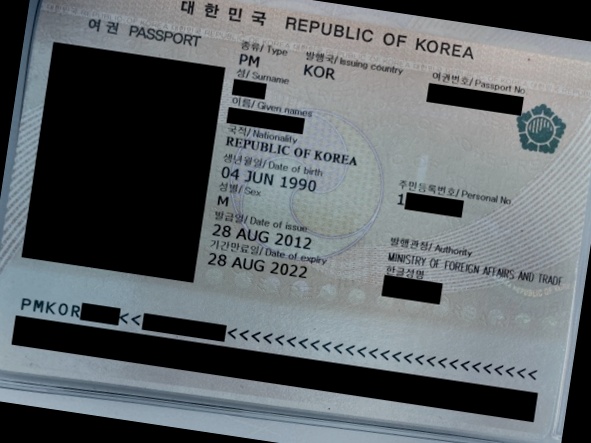 대한민국 REPUBLIC OF KOREA
여권 PASSPORT
종류/ Type 발행국/ Issuing country 여권번호/ Passport No.
PM KOR
성/ Surname
이름/ Given names
국적/ Nationality
REPUBLIC OF KOREA
생년월일/ Date of birth 주민등록번호/ Personal No.
04 JUN 1990 1
성별/ Sex
M
발급일/ Date of issue 발행관청/ Authority
28 AUG 2012 MINISTRY OF FOREIGN AFFAIRS AND TRADE
기간만료일/ Date of expiry 한글성명
28 AUG 2022
PMKOR<<<<<<<<<<<<<<<<<<<<<<<<<<<<<<